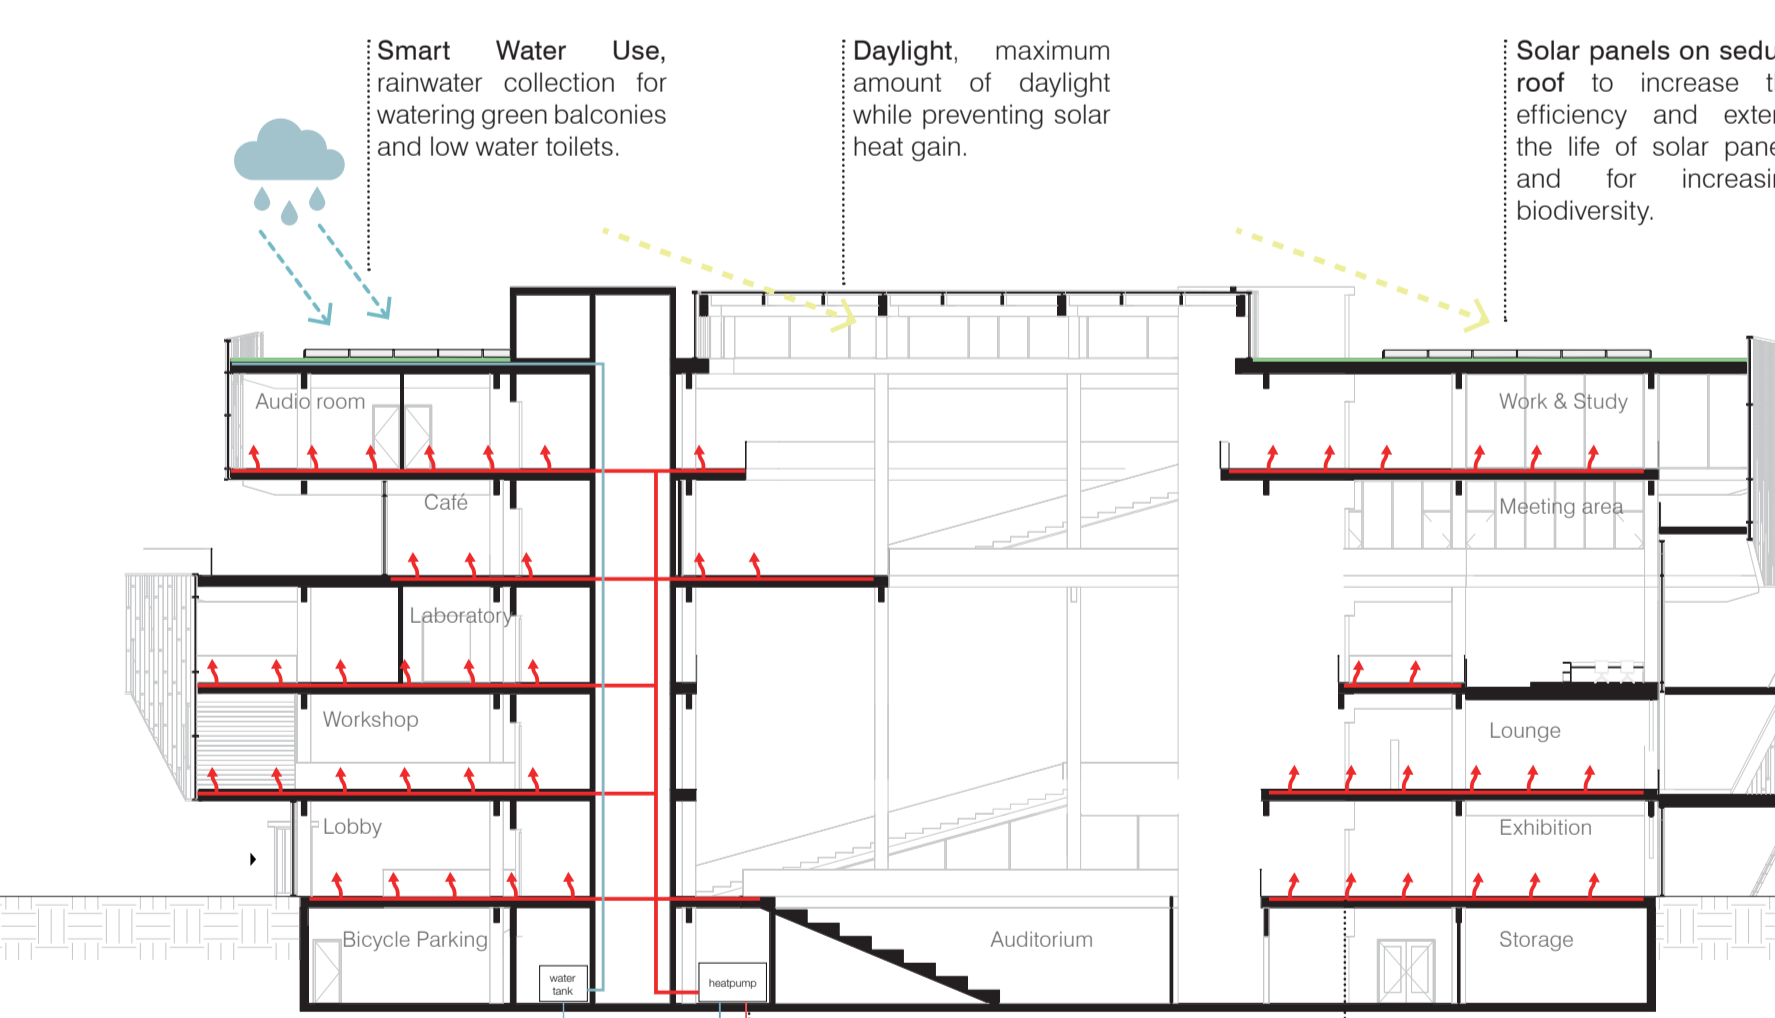 Smart Water Use,
rainwater collection for
watering green balconies
and low water toilets.
Daylight, maximum
amount of daylight
while preventing solar
heat gain.
Solar panels on sedu
roof to increase t
efficiency and exte
the life of solar pane
and for increasi
biodiversity.
Audio room
Work & Study
Café
Meeting area
Laboratory
Workshop
Lounge
Lobby
Exhibition
Bicycle Parking
Auditorium
Storage
water
tank
heatpump